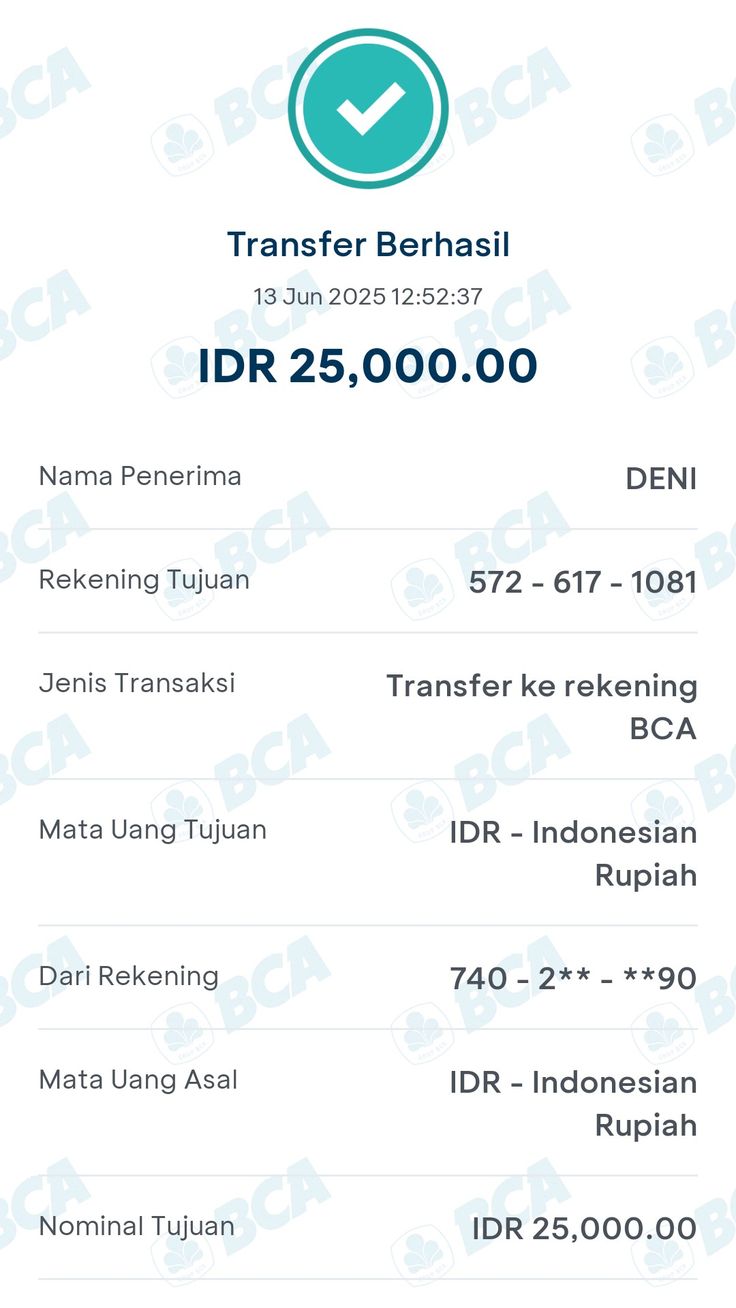 Transfer Berhasil
13 Jun 2025 12:52:37
IDR 25,000.00
Nama Penerima DENI
Rekening Tujuan 572 - 617 - 1081
Jenis Transaksi Transfer ke rekening
BCA
Mata Uang Tujuan IDR - Indonesian
Rupiah
Dari Rekening 740 - 2** - **90
Mata Uang Asal IDR - Indonesian
Rupiah
Nominal Tujuan IDR 25,000.00
BCA